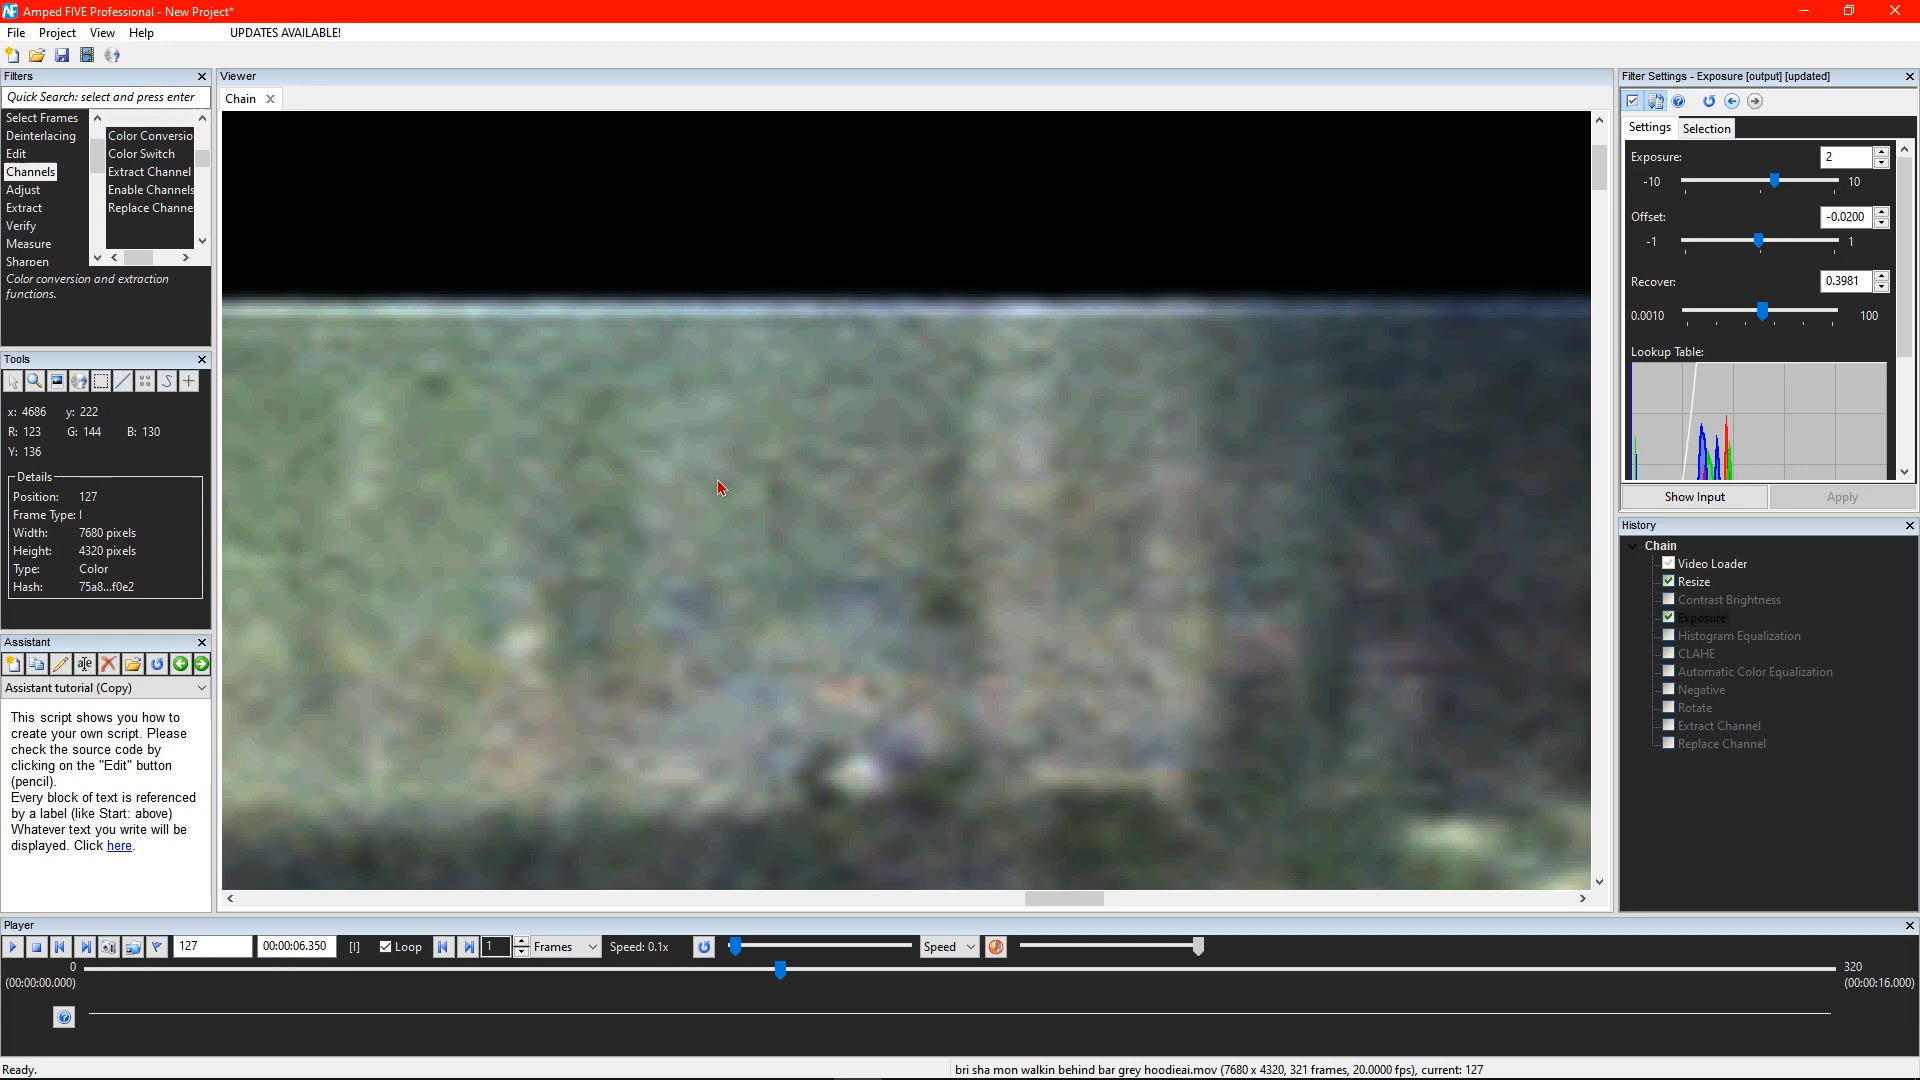 Amped FIVE Professional - New Project*
File Project View Help UPDATES AVAILABLE!
Filters
Quick Search: select and press enter
Select Frames
Deinterlacing
Edit
Channels
Adjust
Extract
Verify
Measure
Sharpen
Color Conversio
Color Switch
Extract Channel
Enable Channels
Replace Channe
Color conversion and extraction
functions.
Tools
x: 4686 y: 222
R: 123 G: 144 B: 130
Y: 136
Details
Position: 127
Frame Type: I
Width: 7680 pixels
Height: 4320 pixels
Type: Color
Hash: 75a8...f0e2
Assistant
Assistant tutorial (Copy)
This script shows you how to
create your own script. Please
check the source code by
clicking on the "Edit" button
(pencil).
Every block of text is referenced
by a label (like Start: above)
Whatever text you write will be
displayed. Click here.
Viewer
Chain
Filter Settings - Exposure [output] [updated]
Settings Selection
Exposure: 2
-10 10
Offset: -0.0200
-1 1
Recover: 0.3981
0.0010 100
Lookup Table:
Show Input Apply
History
Chain
Video Loader
Resize
Contrast Brightness
Exposure
Histogram Equalization
CLAHE
Automatic Color Equalization
Negative
Rotate
Extract Channel
Replace Channel
Player
127 00:00:06.350 [I] Loop 1 Frames Speed: 0.1x Speed
0 320
(00:00:00.000) (00:00:16.000)
Ready. bri sha mon walkin behind bar grey hoodieai.mov (7680 x 4320, 321 frames, 20.0000 fps), current: 127